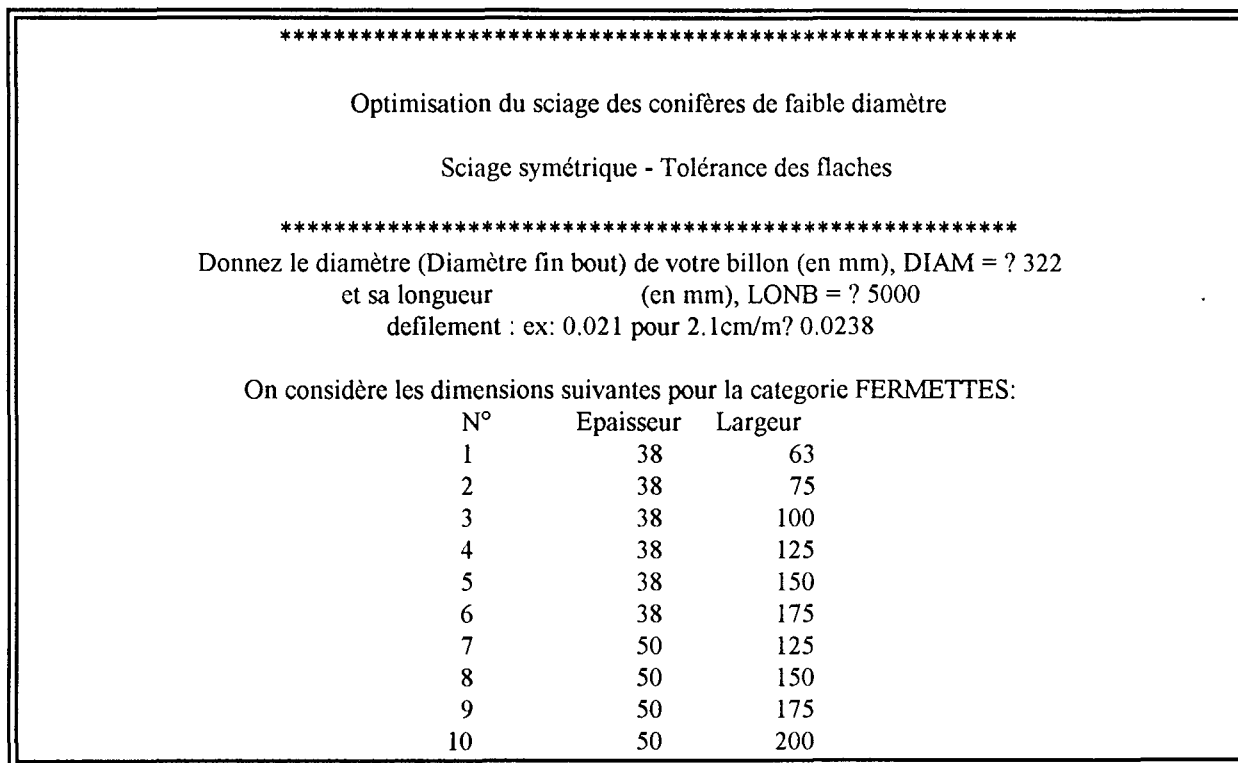 *******************************************************
Optimisation du sciage des conifères de faible diamètre
Sciage symétrique - Tolérance des flaches
*******************************************************
Donnez le diamètre (Diamètre fin bout) de votre billon (en mm), DIAM = ? 322
et sa longueur (en mm), LONB = ? 5000
defilement : ex: 0.021 pour 2.1cm/m? 0.0238
On considère les dimensions suivantes pour la categorie FERMETTES:
N° Epaisseur Largeur
1 38 63
2 38 75
3 38 100
4 38 125
5 38 150
6 38 175
7 50 125
8 50 150
9 50 175
10 50 200